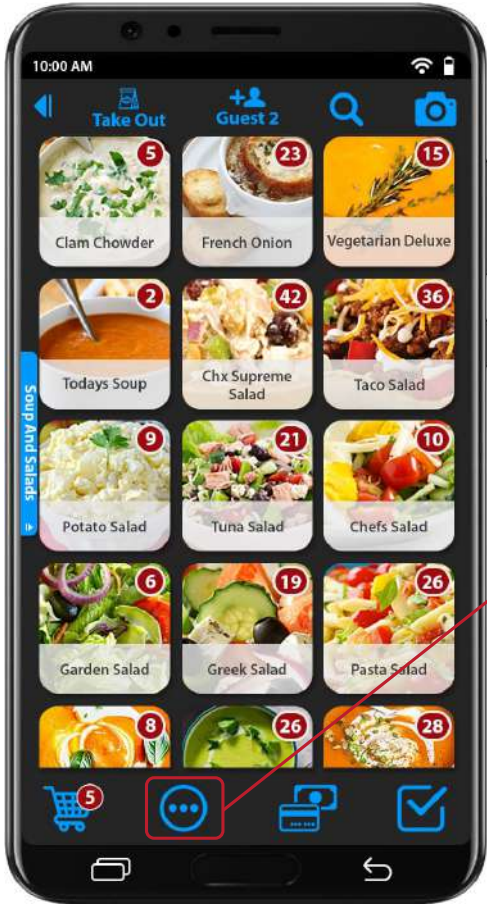 10:00 AM
Take Out
Guest 2
5
23
15
Clam Chowder
French Onion
Vegetarian Deluxe
2
42
36
Todays Soup
Chx Supreme
Salad
Taco Salad
Soup And Salads
9
21
10
Potato Salad
Tuna Salad
Chefs Salad
6
19
26
Garden Salad
Greek Salad
Pasta Salad
8
26
28
5